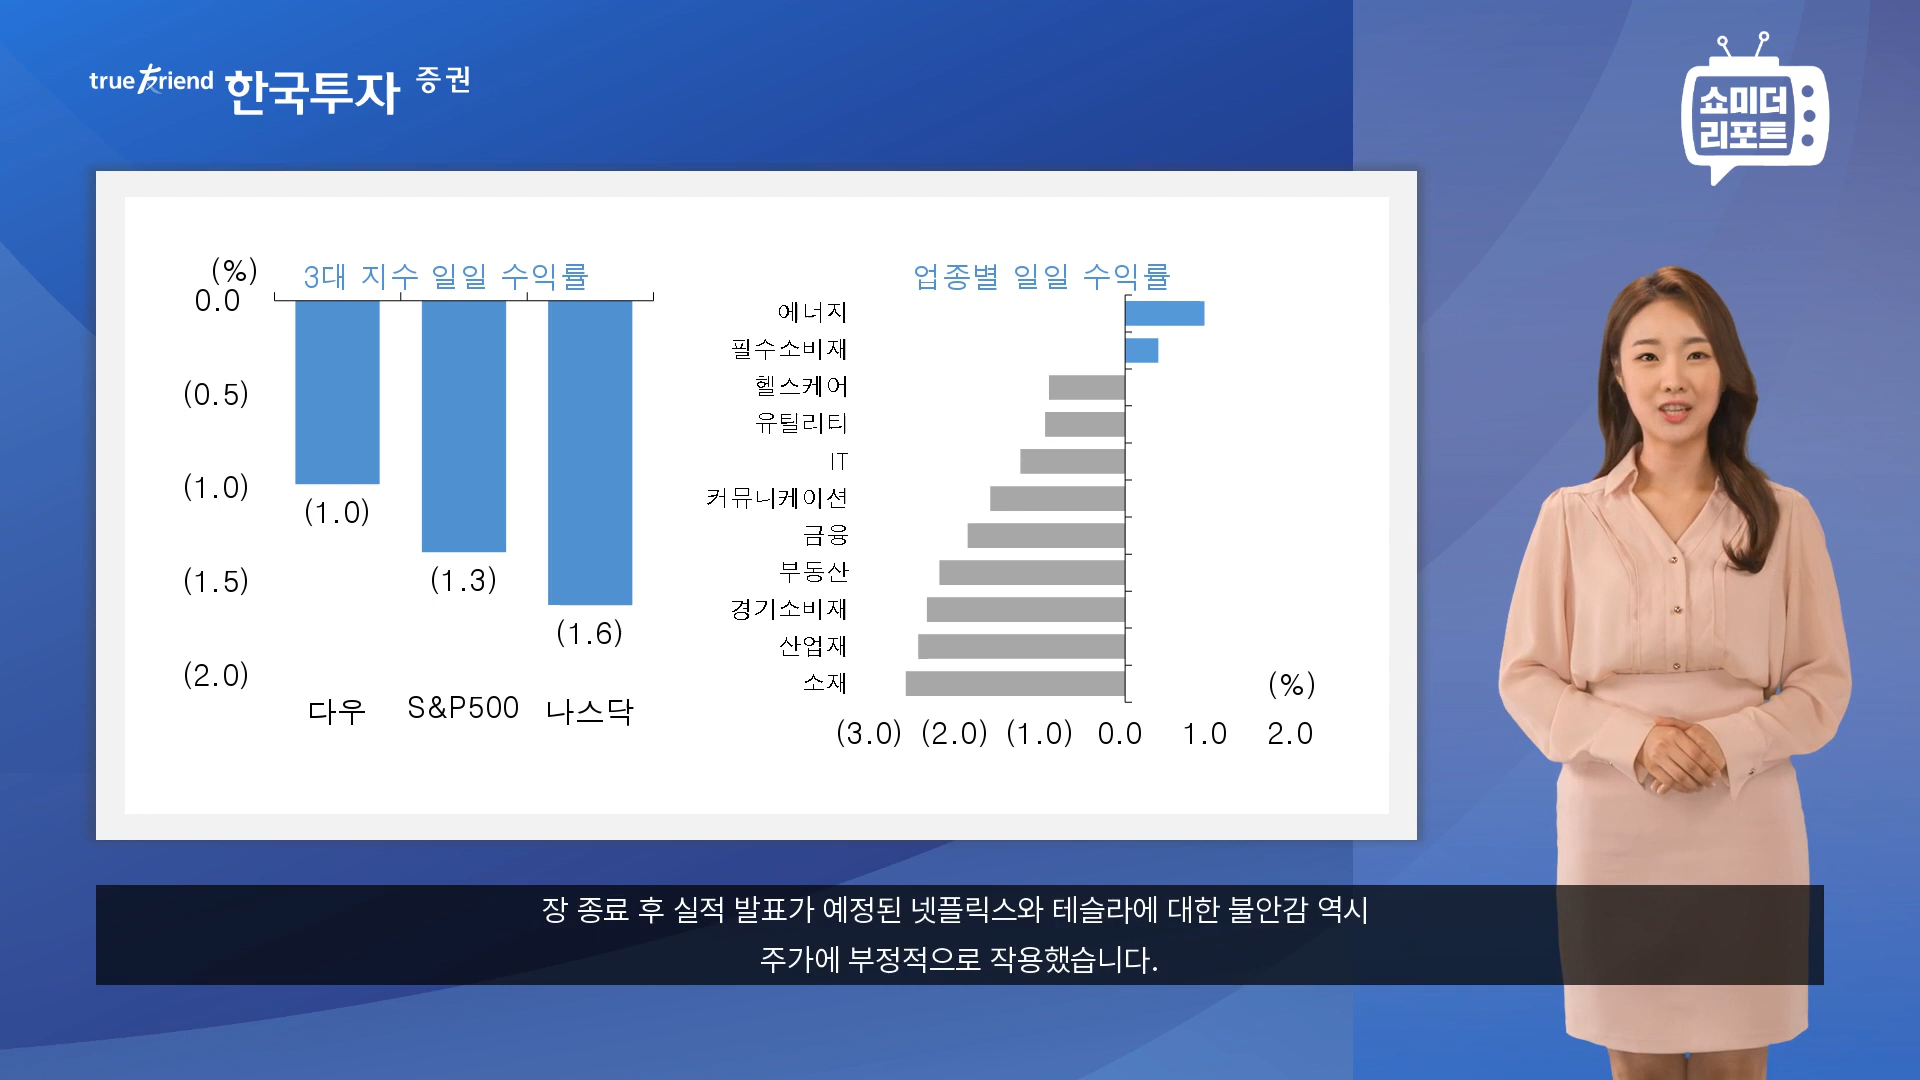 true friend 한국투자 증권
쇼미더
리포트
(%)
3대 지수 일일 수익률
0.0
(0.5)
(1.0)
(1.5)
(2.0)
(1.0)
(1.3)
(1.6)
다우 S&P500 나스닥
업종별 일일 수익률
에너지
필수소비재
헬스케어
유틸리티
IT
커뮤니케이션
금융
부동산
경기소비재
산업재
소재
(%)
(3.0) (2.0) (1.0) 0.0 1.0 2.0
장 종료 후 실적 발표가 예정된 넷플릭스와 테슬라에 대한 불안감 역시
주가에 부정적으로 작용했습니다.